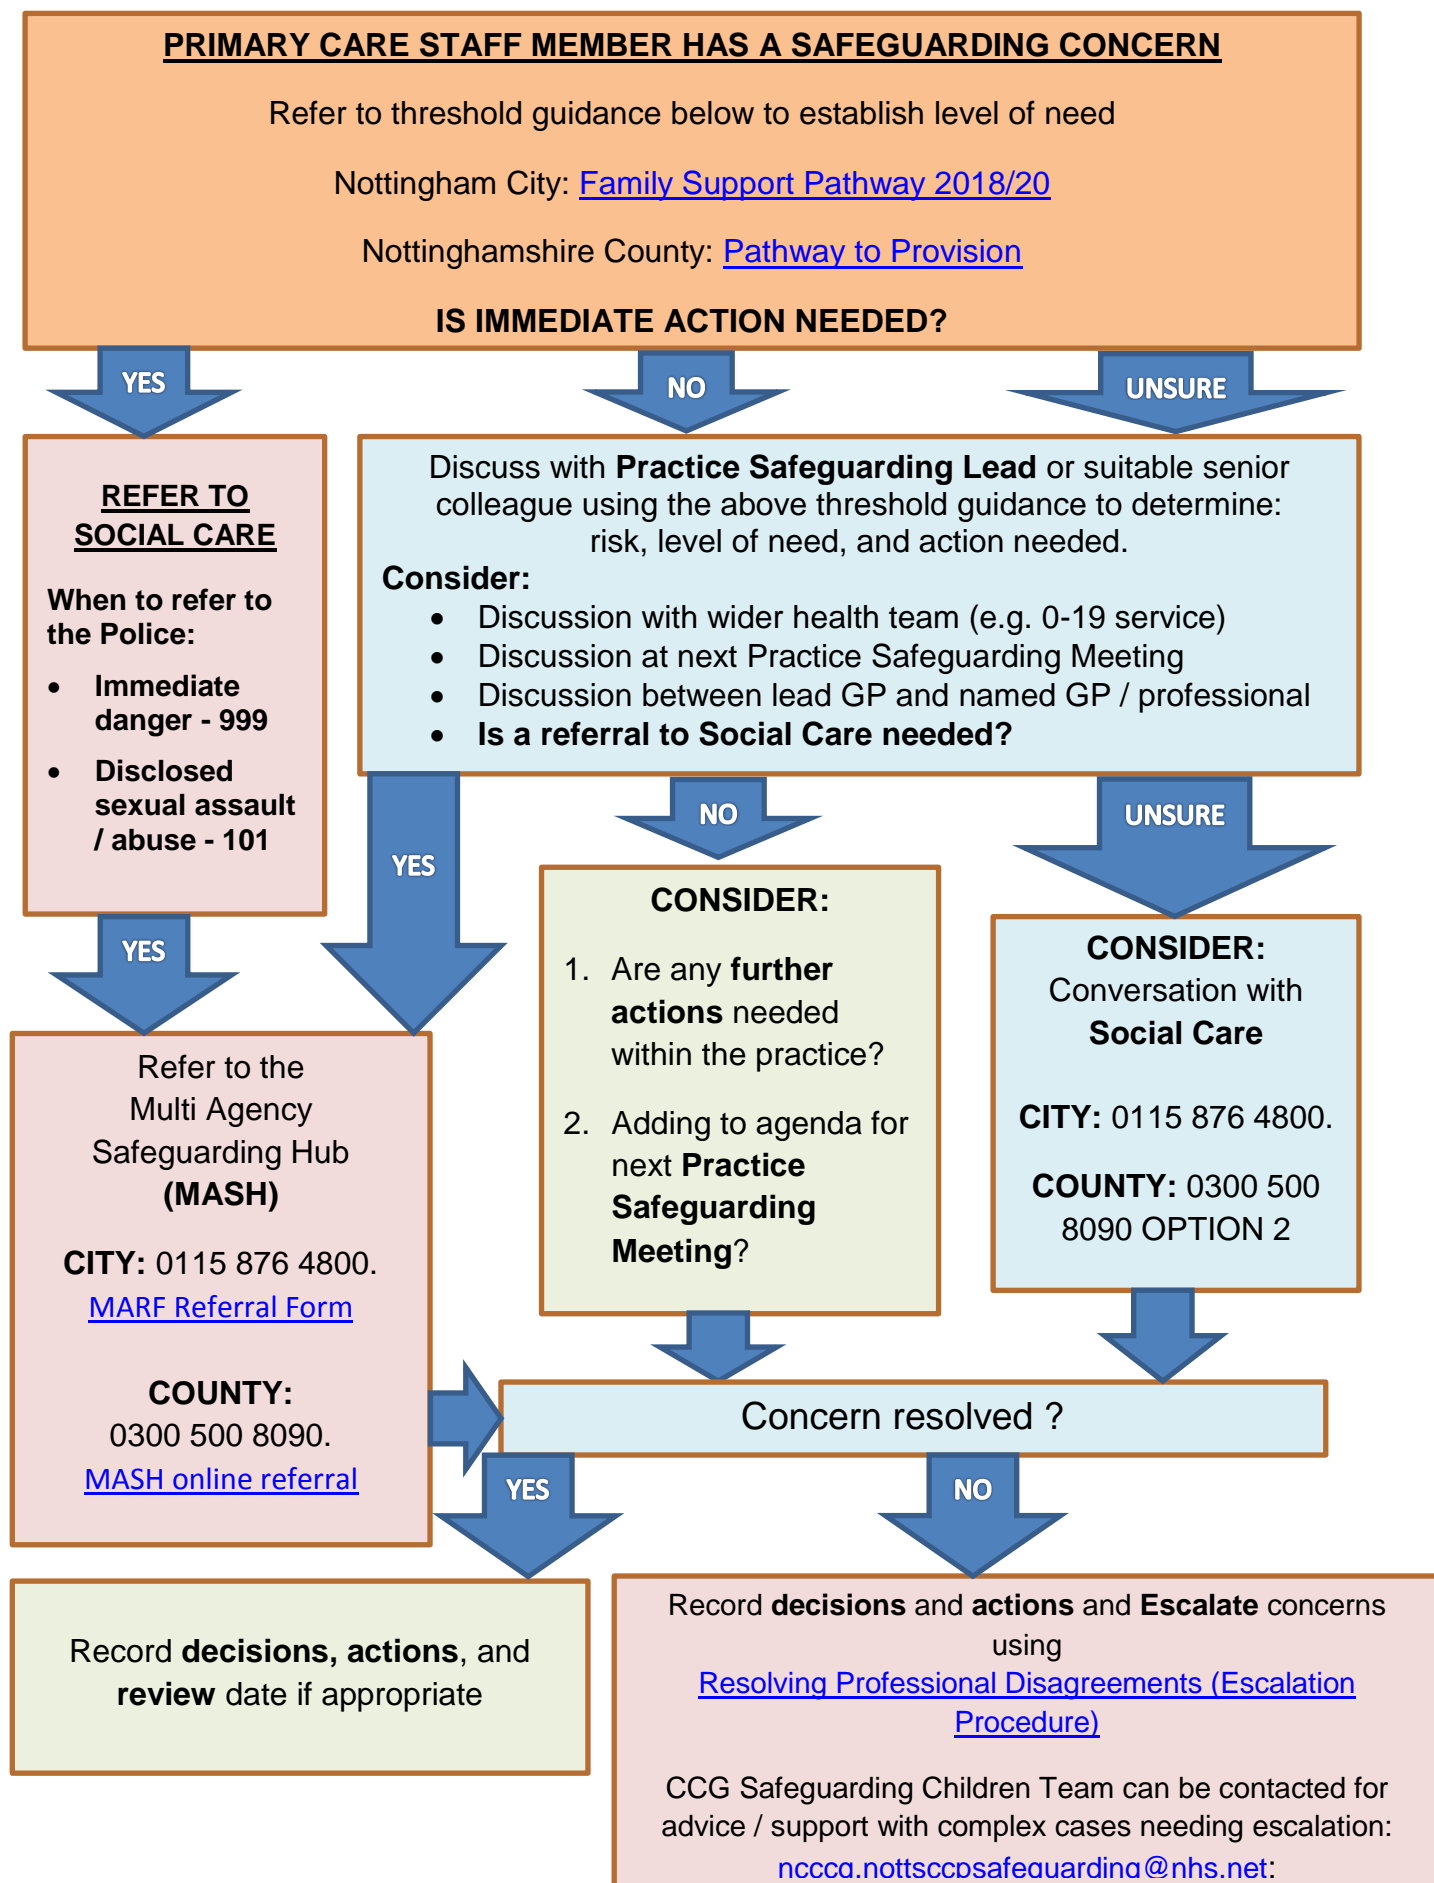 PRIMARY CARE STAFF MEMBER HAS A SAFEGUARDING CONCERN
Refer to threshold guidance below to establish level of need
Nottingham City: Family Support Pathway 2018/20
Nottinghamshire County: Pathway to Provision
IS IMMEDIATE ACTION NEEDED?
YES
NO
UNSURE
REFER TO
SOCIAL CARE
When to refer to
the Police:
• Immediate
danger - 999
• Disclosed
sexual assault
/ abuse - 101
Discuss with Practice Safeguarding Lead or suitable senior
colleague using the above threshold guidance to determine:
risk, level of need, and action needed.
Consider:
• Discussion with wider health team (e.g. 0-19 service)
• Discussion at next Practice Safeguarding Meeting
• Discussion between lead GP and named GP / professional
• Is a referral to Social Care needed?
YES
YES
NO
UNSURE
Refer to the
Multi Agency
Safeguarding Hub
(MASH)
CITY: 0115 876 4800.
MARF Referral Form
COUNTY:
0300 500 8090.
MASH online referral
CONSIDER:
1. Are any further
actions needed
within the practice?
2. Adding to agenda for
next Practice
Safeguarding
Meeting?
CONSIDER:
Conversation with
Social Care
CITY: 0115 876 4800.
COUNTY: 0300 500
8090 OPTION 2
Concern resolved ?
YES
NO
Record decisions, actions, and
review date if appropriate
Record decisions and actions and Escalate concerns
using
Resolving Professional Disagreements (Escalation
Procedure)
CCG Safeguarding Children Team can be contacted for
advice / support with complex cases needing escalation:
ncccg.nottsccpsafeguarding@nhs.net: